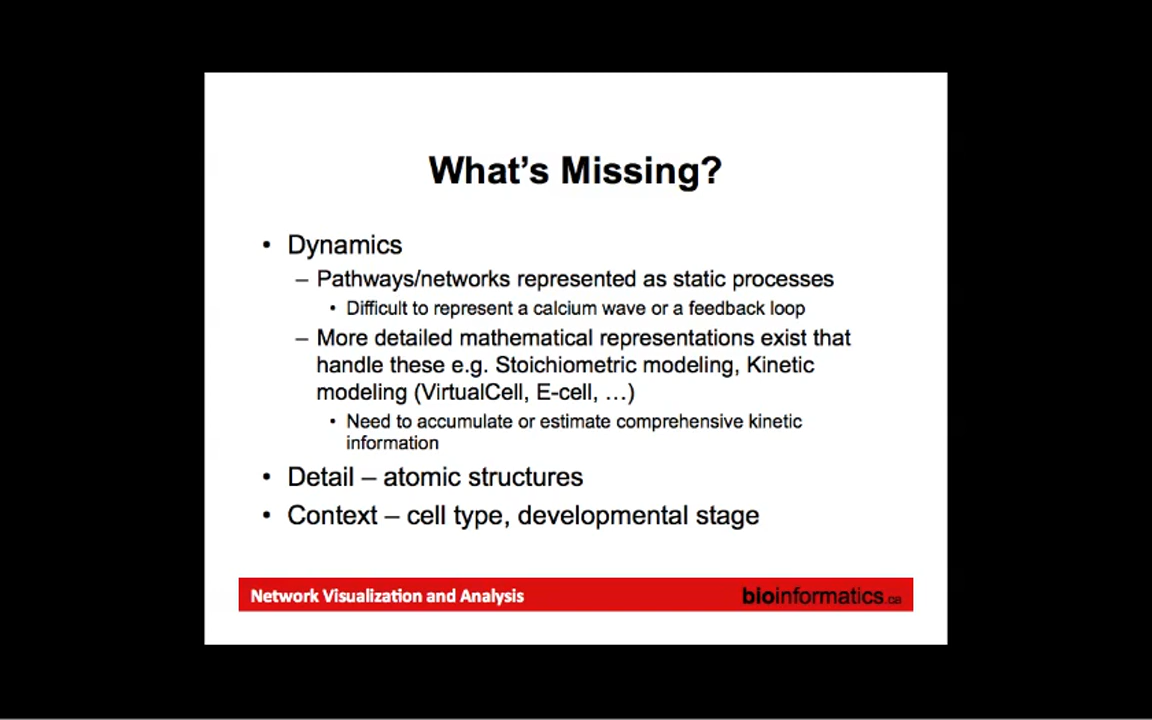 What's Missing?
• Dynamics
– Pathways/networks represented as static processes
• Difficult to represent a calcium wave or a feedback loop
– More detailed mathematical representations exist that
handle these e.g. Stoichiometric modeling, Kinetic
modeling (VirtualCell, E-cell, …)
• Need to accumulate or estimate comprehensive kinetic
information
• Detail – atomic structures
• Context – cell type, developmental stage
Network Visualization and Analysis
bioinformatics.ca